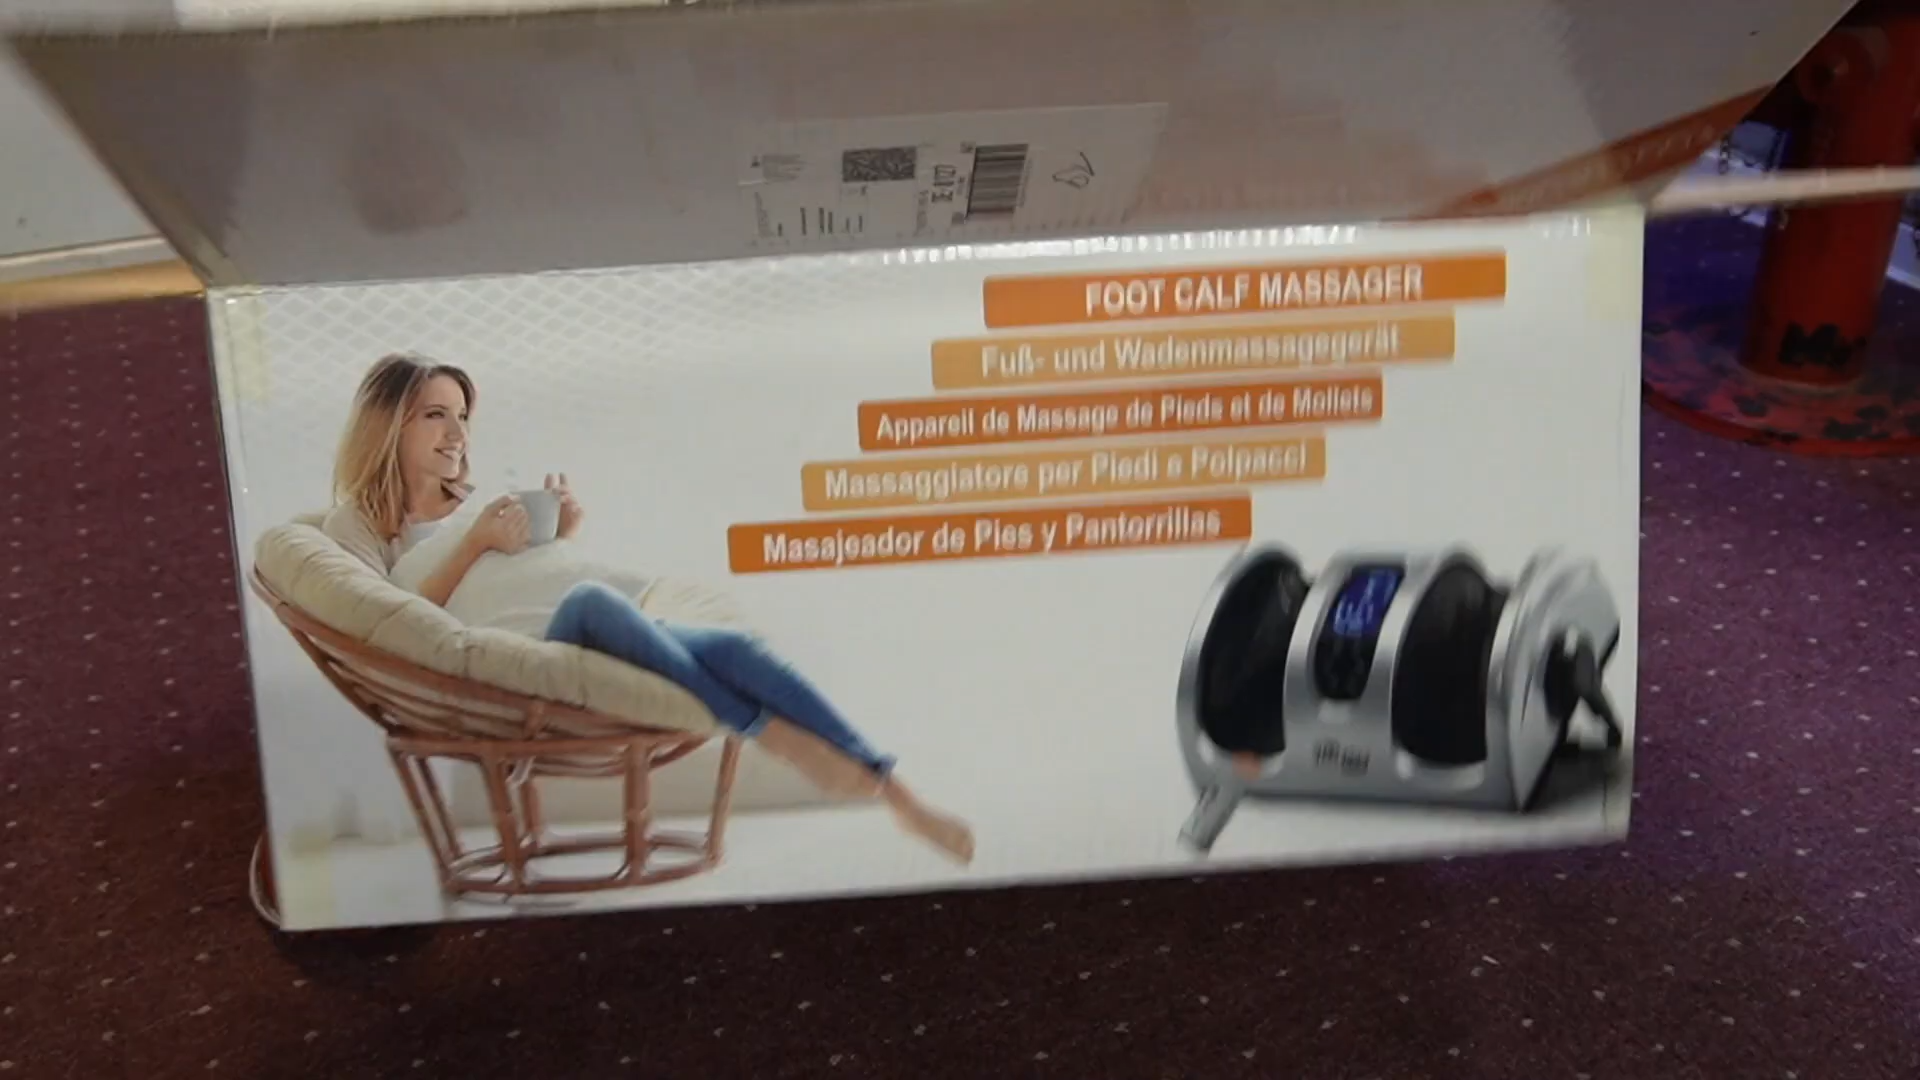 FOOT CALF MASSAGER
Fuß- und Wadenmassagegerät
Appareil de Massage de Pieds et de Mollets
Massaggiatore per Piedi e Polpacci
Masajeador de Pies y Pantorrillas